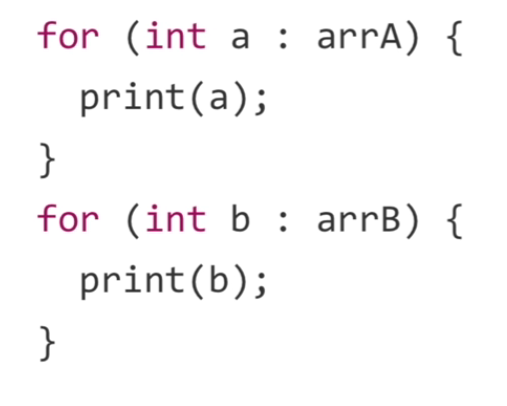 for (int a : arrA) {
  print(a);
}
for (int b : arrB) {
  print(b);
}